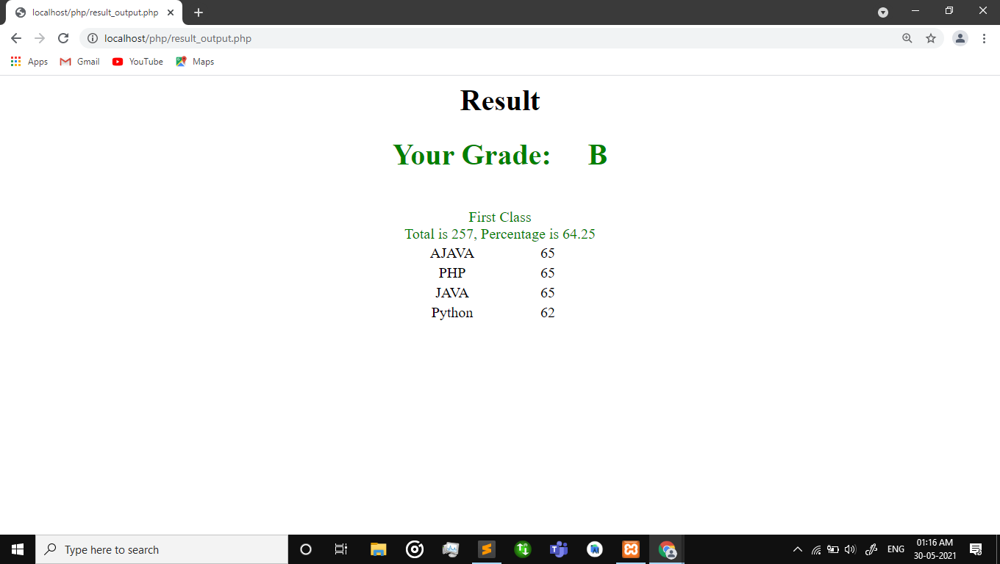 localhost/php/result_output.php
localhost/php/result_output.php
Apps Gmail YouTube Maps
Result
Your Grade: B
First Class
Total is 257, Percentage is 64.25
AJAVA 65
PHP 65
JAVA 65
Python 62
Type here to search
ENG
01:16 AM
30-05-2021